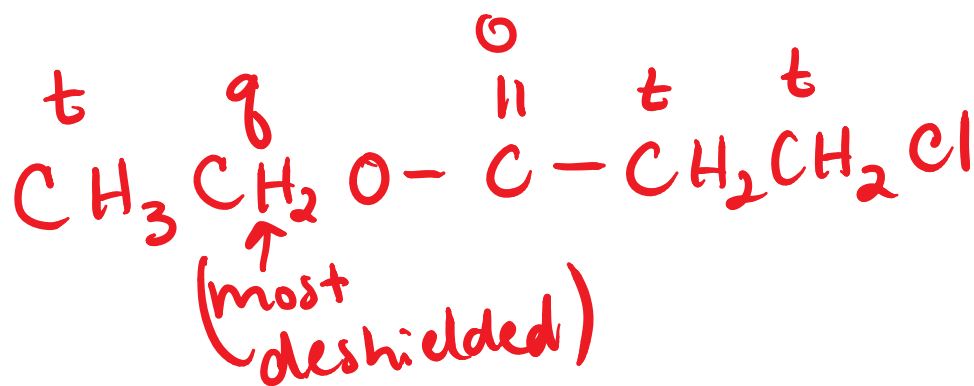 O
t q || t t
CH₃CH₂O-C-CH₂CH₂Cl
↑
(most
deshielded)